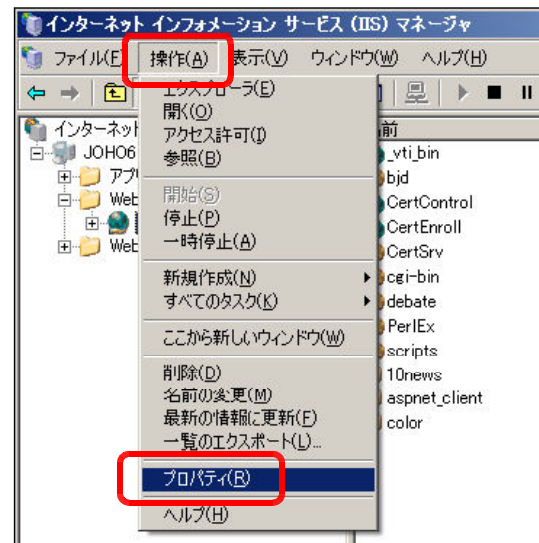 インターネット インフォメーション サービス (IIS) マネージャ
ファイル(F) 操作(A) 表示(V) ウィンドウ(W) ヘルプ(H)
エクスプローラ(E)
開く(O)
アクセス許可(I)
参照(B)
開始(S)
停止(P)
一時停止(A)
新規作成(N)
すべてのタスク(K)
ここから新しいウィンドウ(W)
削除(D)
名前の変更(M)
最新の情報に更新(F)
一覧のエクスポート(L)...
プロパティ(R)
ヘルプ(H)
インターネット
JOHO6
アプ
Web
Web
前
_vti_bin
bjd
CertControl
CertEnroll
CertSrv
cgi-bin
debate
PerlEx
scripts
10news
aspnet_client
color